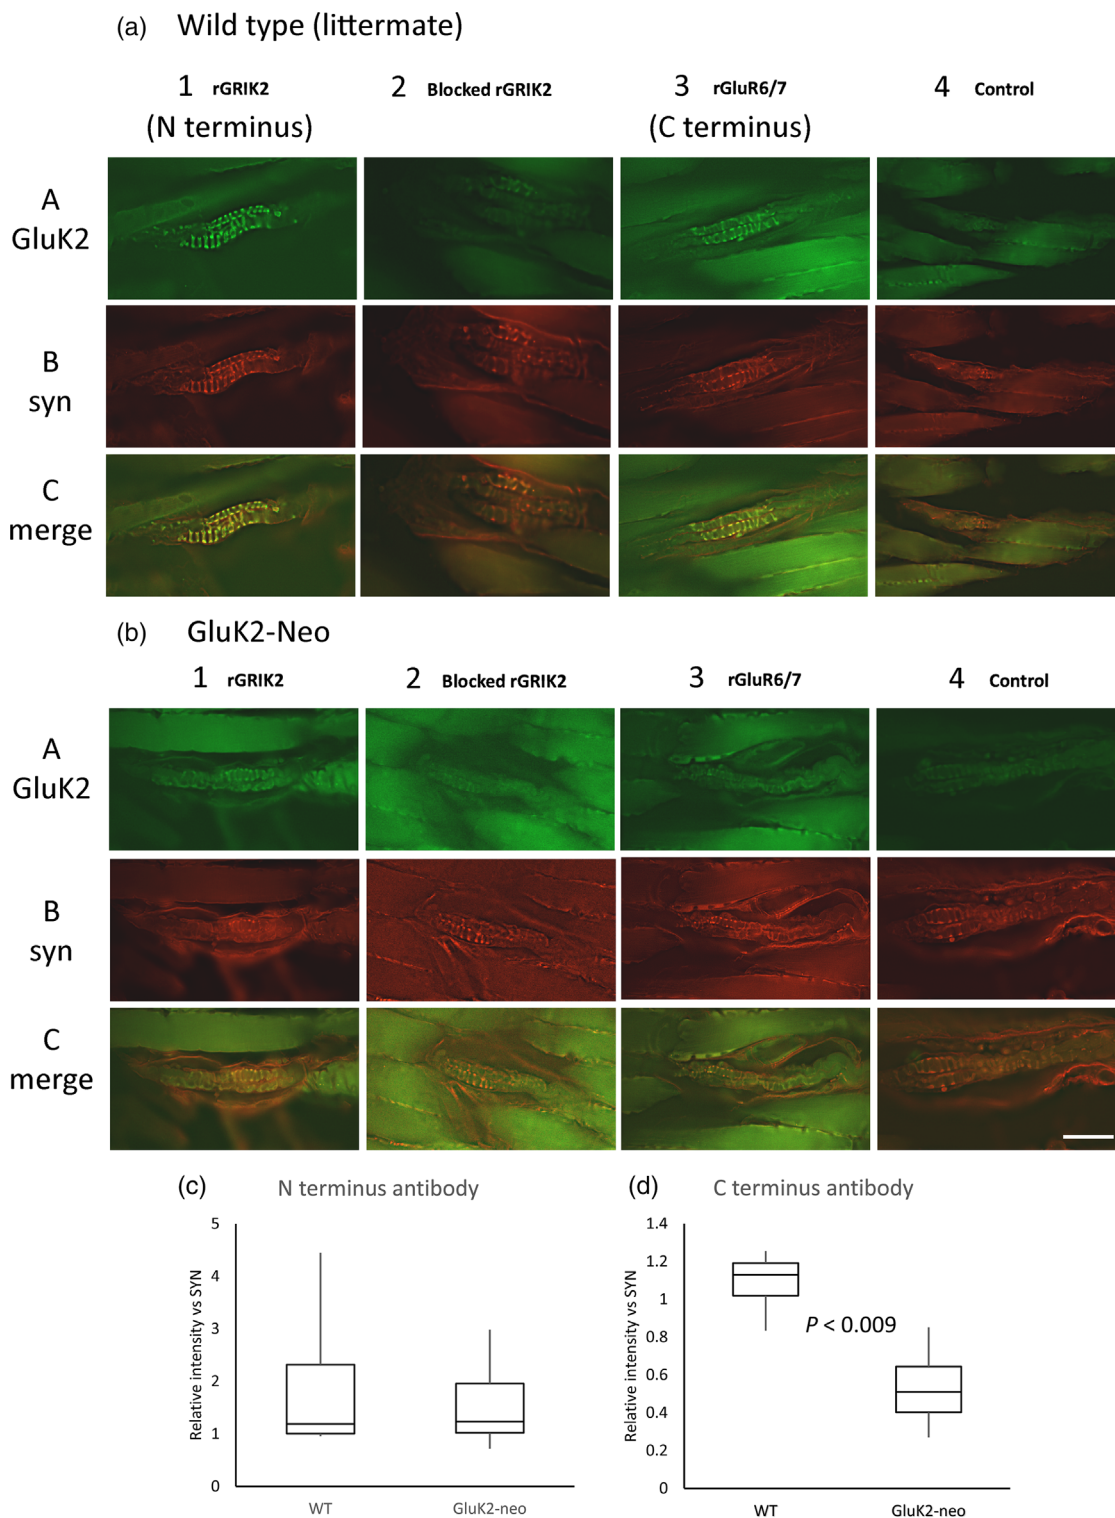 (a) Wild type (littermate)
1 rGRIK2 2 Blocked rGRIK2 3 rGluR6/7 4 Control
(N terminus) (C terminus)
A
GluK2
B
syn
C
merge
(b) GluK2-Neo
1 rGRIK2 2 Blocked rGRIK2 3 rGluR6/7 4 Control
A
GluK2
B
syn
C
merge
(c) N terminus antibody
Relative intensity vs SYN
5
4
3
2
1
0
WT GluK2-neo
(d) C terminus antibody
Relative intensity vs SYN
1.4
1.2
1
0.8
0.6
0.4
0.2
0
P < 0.009
WT GluK2-neo